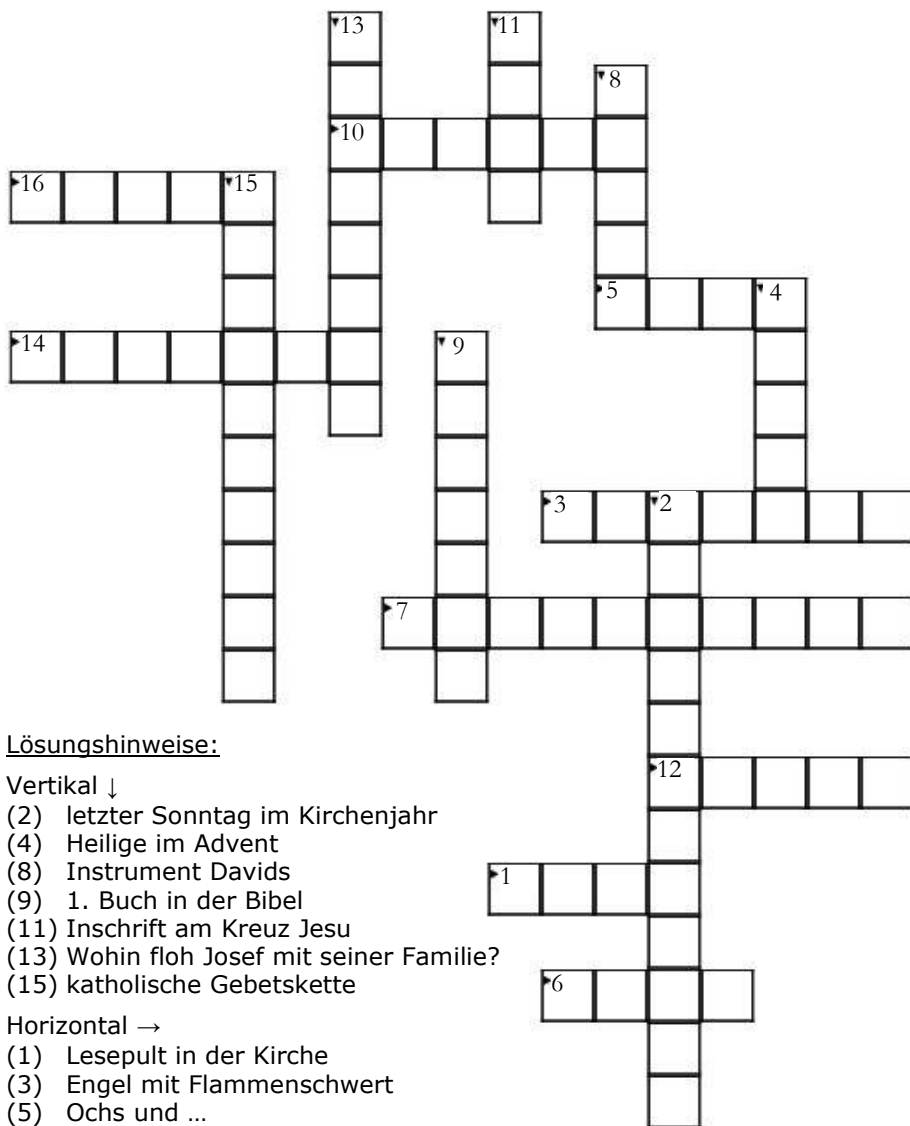 13 11
8
10
16 15
5 4
14 9
3 2
7
12
1
6
Lösungshinweise:
Vertikal ↓
(2) letzter Sonntag im Kirchenjahr
(4) Heilige im Advent
(8) Instrument Davids
(9) 1. Buch in der Bibel
(11) Inschrift am Kreuz Jesu
(13) Wohin floh Josef mit seiner Familie?
(15) katholische Gebetskette
Horizontal →
(1) Lesepult in der Kirche
(3) Engel mit Flammenschwert
(5) Ochs und ...